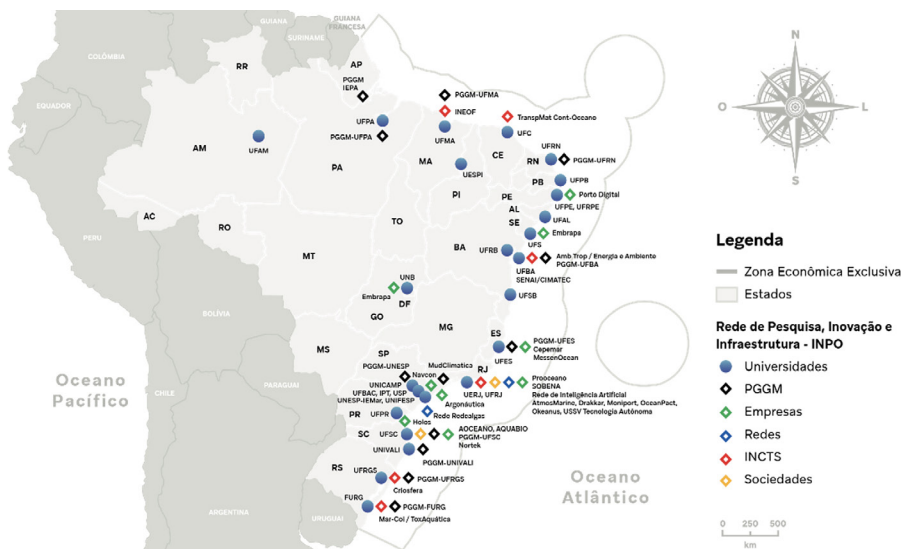 COLÔMBIA
GUIANA
SURINAME
GUIANA
FRANCESA
EQUADOR
PERU
BOLÍVIA
CHILE
PARAGUAI
ARGENTINA
URUGUAI
Oceano
Pacífico
Oceano
Atlântico
N
O
L
S
RR
AP
AM
PA
MA
CE
RN
PB
PE
AL
SE
PI
AC
RO
TO
MT
BA
DF
GO
MG
ES
MS
SP
RJ
PR
SC
RS
PGGM
IEPA
UFPA
PGGM-UFPA
UFAM
PGGM-UFMA
INEOF
UFMA
UESPI
TranspMat Cont-Oceano
UFC
UFRN
PGGM-UFRN
UFPB
Porto Digital
UFPE, UFRPE
UFAL
Embrapa
UFS
UFRB
Amb Trop / Energia e Ambiente
PGGM-UFBA
UFBA
SENAI/CIMATEC
UFSB
UNB
Embrapa
PGGM-UFES
Cepemar
MessenOcean
UFES
PGGM-UNESP
Navcon
MudClimatica
UNICAMP
UFBAC, IPT, USP
UNESP-IEMar, UNIFESP
Argonáutica
UERJ, UFRJ
Prooceano
SOBENA
Rede de Inteligência Artificial
AtmosMarine, Drakkar, Moniport, OceanPact,
Okeanus, USSV Tecnologia Autônoma
Rede Redealgas
UFPR
Holos
UFSC
AOCEANO, AQUABIO
PGGM-UFSC
Nortek
UNIVALI
PGGM-UNIVALI
UFRGS
PGGM-UFRGS
Criosfera
FURG
PGGM-FURG
Mar-Col / ToxAquática
Legenda
Zona Econômica Exclusiva
Estados
Rede de Pesquisa, Inovação e
Infraestrutura - INPO
Universidades
PGGM
Empresas
Redes
INCTS
Sociedades
0 250 500
km